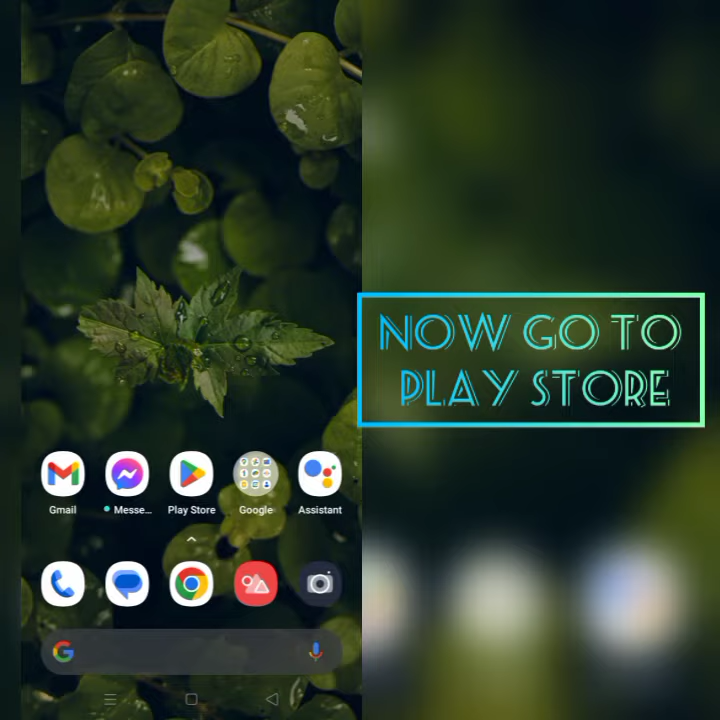 NOW GO TO
PLAY STORE
Gmail
Messe...
Play Store
Google
Assistant